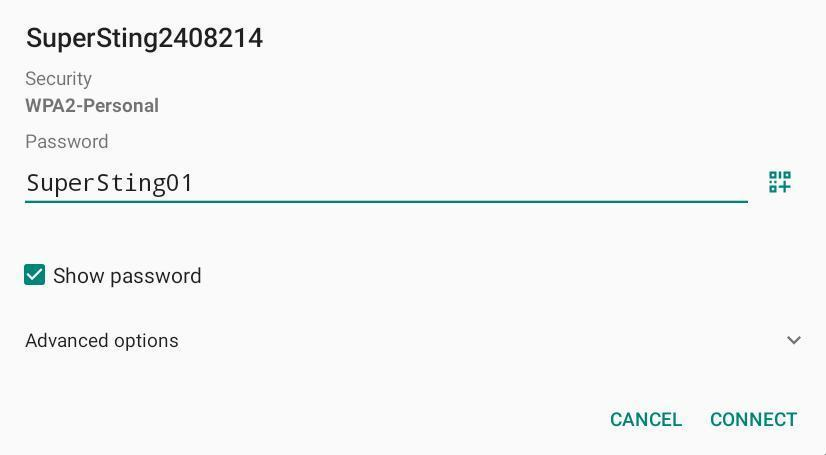 SuperSting2408214
Security
WPA2-Personal
Password
SuperSting01
Show password
Advanced options
CANCEL CONNECT